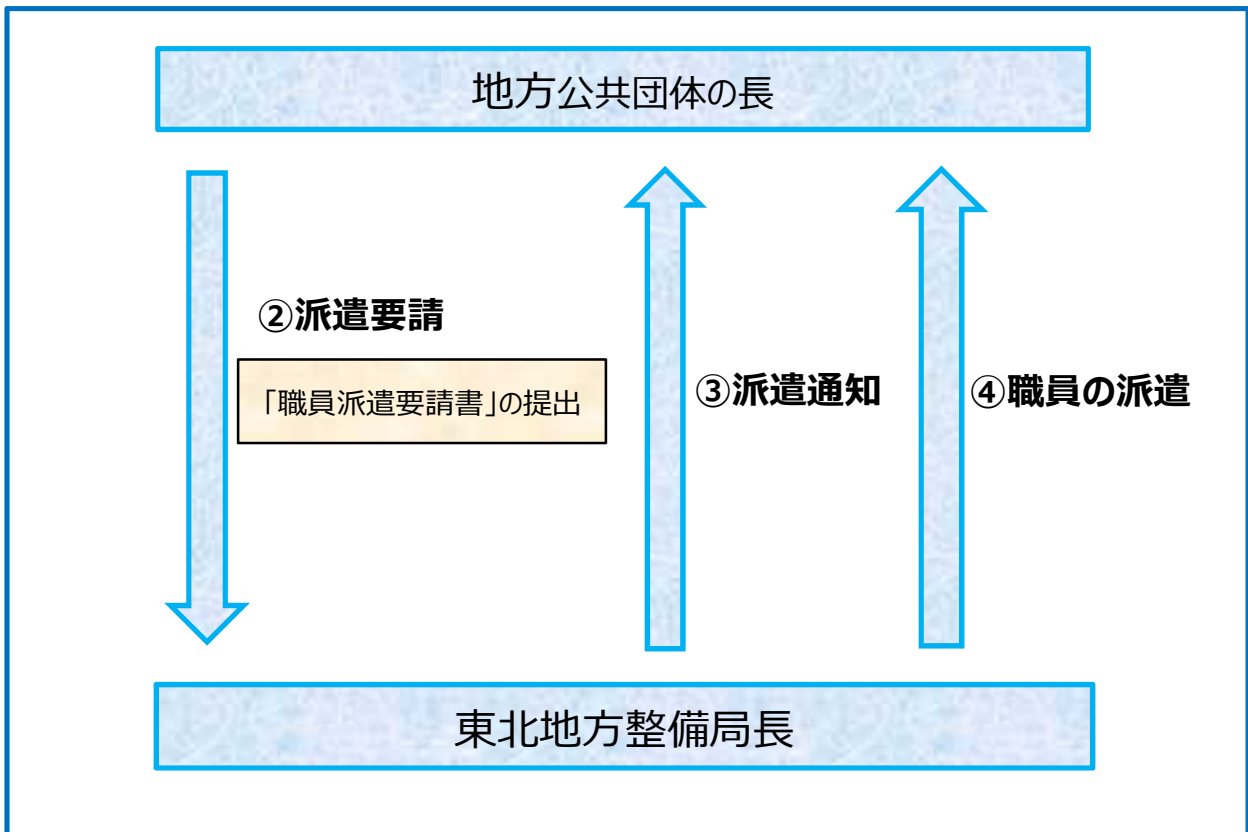 地方公共団体の長
②派遣要請
「職員派遣要請書」の提出
③派遣通知
④職員の派遣
東北地方整備局長